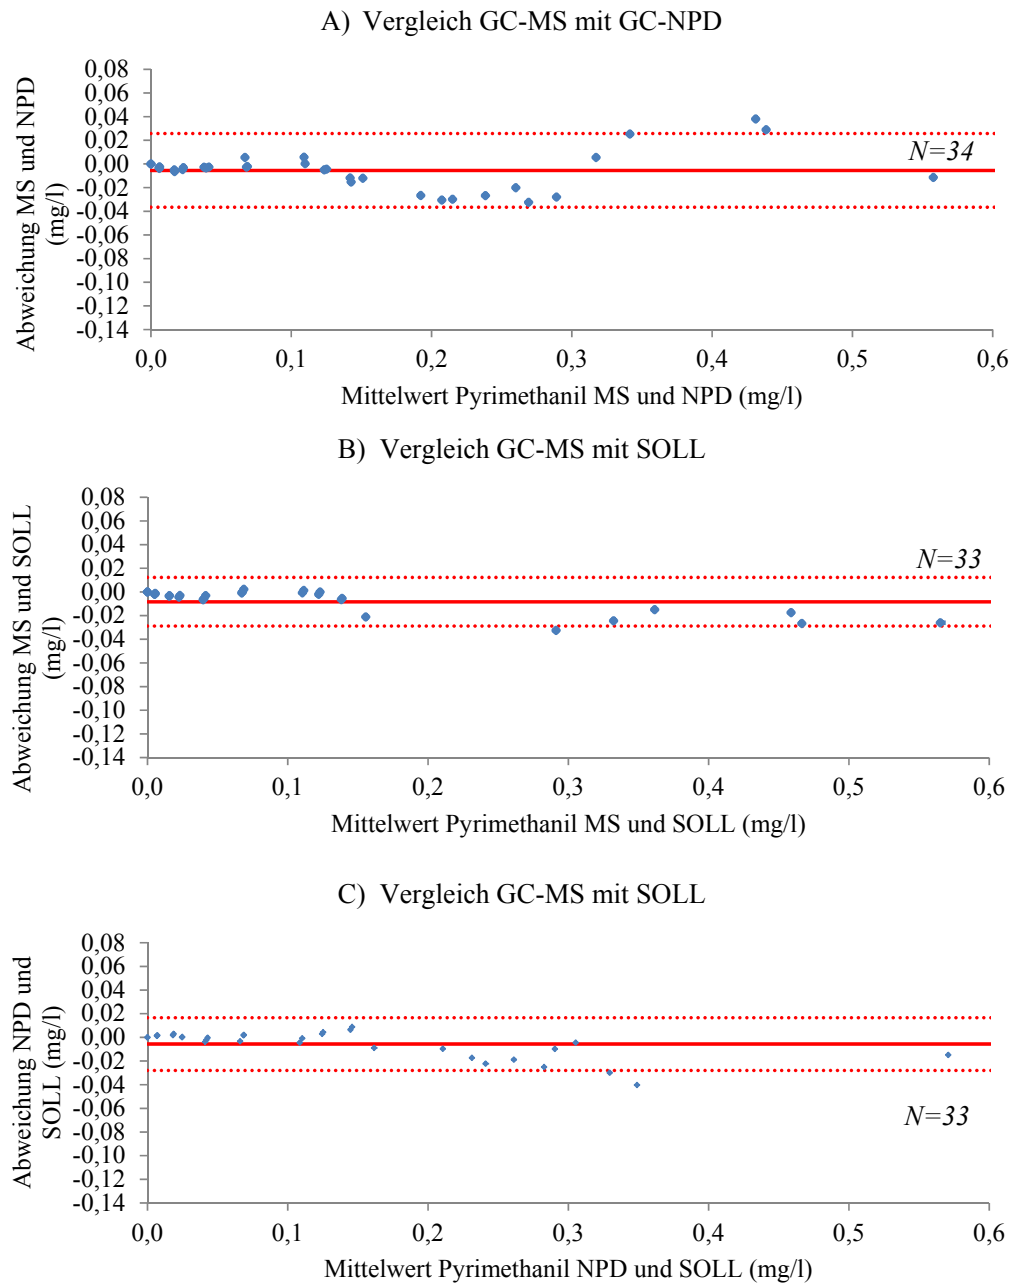 A) Vergleich GC-MS mit GC-NPD
Abweichung MS und NPD
(mg/l)
0,08
0,06
0,04
0,02
0,00
-0,02
-0,04
-0,06
-0,08
-0,10
-0,12
-0,14
N=34
0,0 0,1 0,2 0,3 0,4 0,5 0,6
Mittelwert Pyrimethanil MS und NPD (mg/l)
B) Vergleich GC-MS mit SOLL
Abweichung MS und SOLL
(mg/l)
0,08
0,06
0,04
0,02
0,00
-0,02
-0,04
-0,06
-0,08
-0,10
-0,12
-0,14
N=33
0,0 0,1 0,2 0,3 0,4 0,5 0,6
Mittelwert Pyrimethanil MS und SOLL (mg/l)
C) Vergleich GC-MS mit SOLL
Abweichung NPD und
SOLL (mg/l)
0,08
0,06
0,04
0,02
0,00
-0,02
-0,04
-0,06
-0,08
-0,10
-0,12
-0,14
N=33
0,0 0,1 0,2 0,3 0,4 0,5 0,6
Mittelwert Pyrimethanil NPD und SOLL (mg/l)